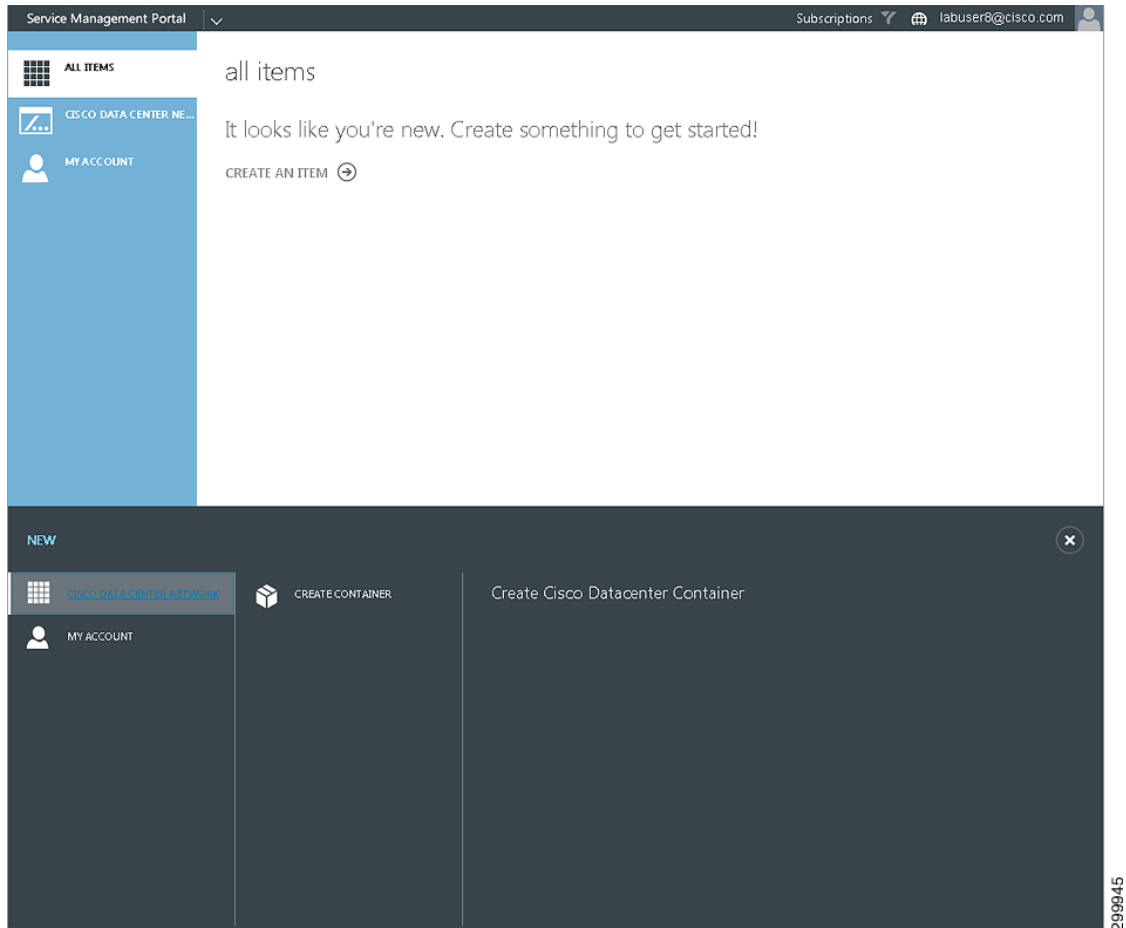 Service Management Portal
Subscriptions
labuser8@cisco.com
ALL ITEMS
CISCO DATA CENTER NE...
MY ACCOUNT
all items
It looks like you're new. Create something to get started!
CREATE AN ITEM
NEW
CISCO DATA CENTER NETWORK
MY ACCOUNT
CREATE CONTAINER
Create Cisco Datacenter Container
299945